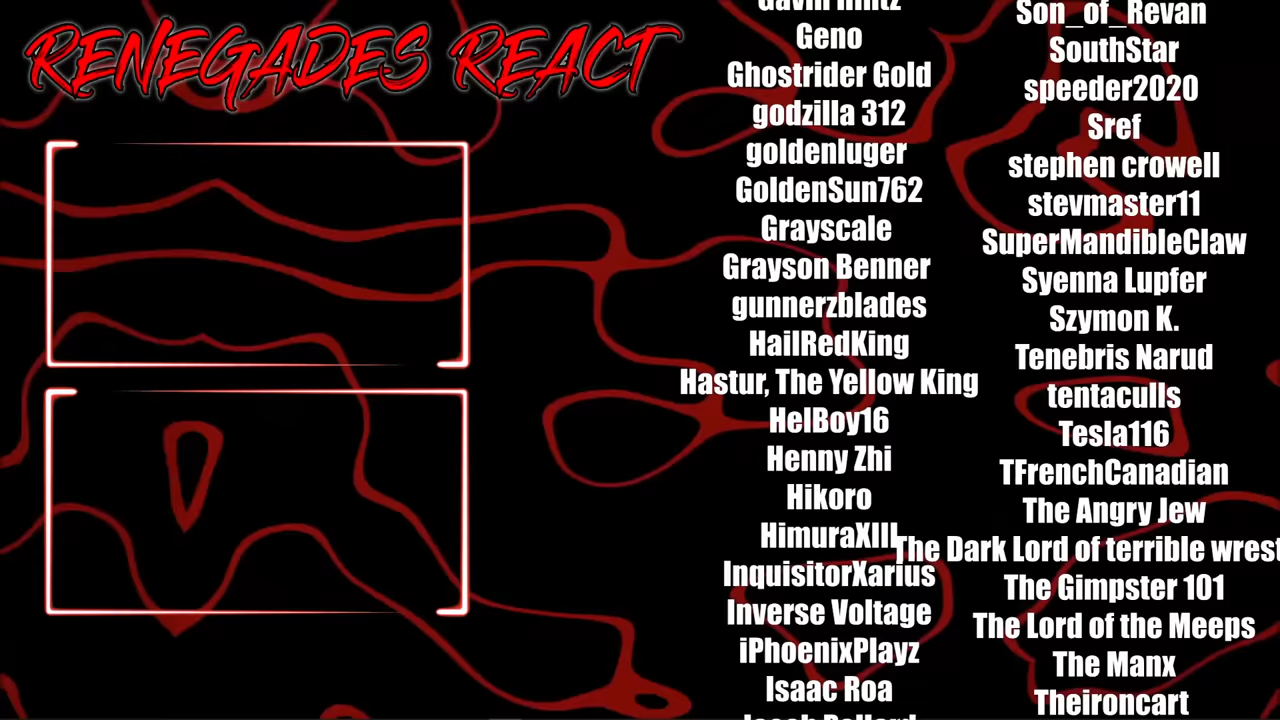 RENEGADES REACT
Gavin Hintz
Geno
Ghostrider Gold
godzilla 312
goldenluger
GoldenSun762
Grayscale
Grayson Benner
gunnerzblades
HailRedKing
Hastur, The Yellow King
HelBoy16
Henny Zhi
Hikoro
HimuraXIII
InquisitorXarius
Inverse Voltage
iPhoenixPlayz
Isaac Roa
Son_of_Revan
SouthStar
speeder2020
Sref
stephen crowell
stevmaster11
SuperMandibleClaw
Syenna Lupfer
Szymon K.
Tenebris Narud
tentaculls
Tesla116
TFrenchCanadian
The Angry Jew
The Dark Lord of terrible wrest
The Gimpster 101
The Lord of the Meeps
The Manx
Theironcart